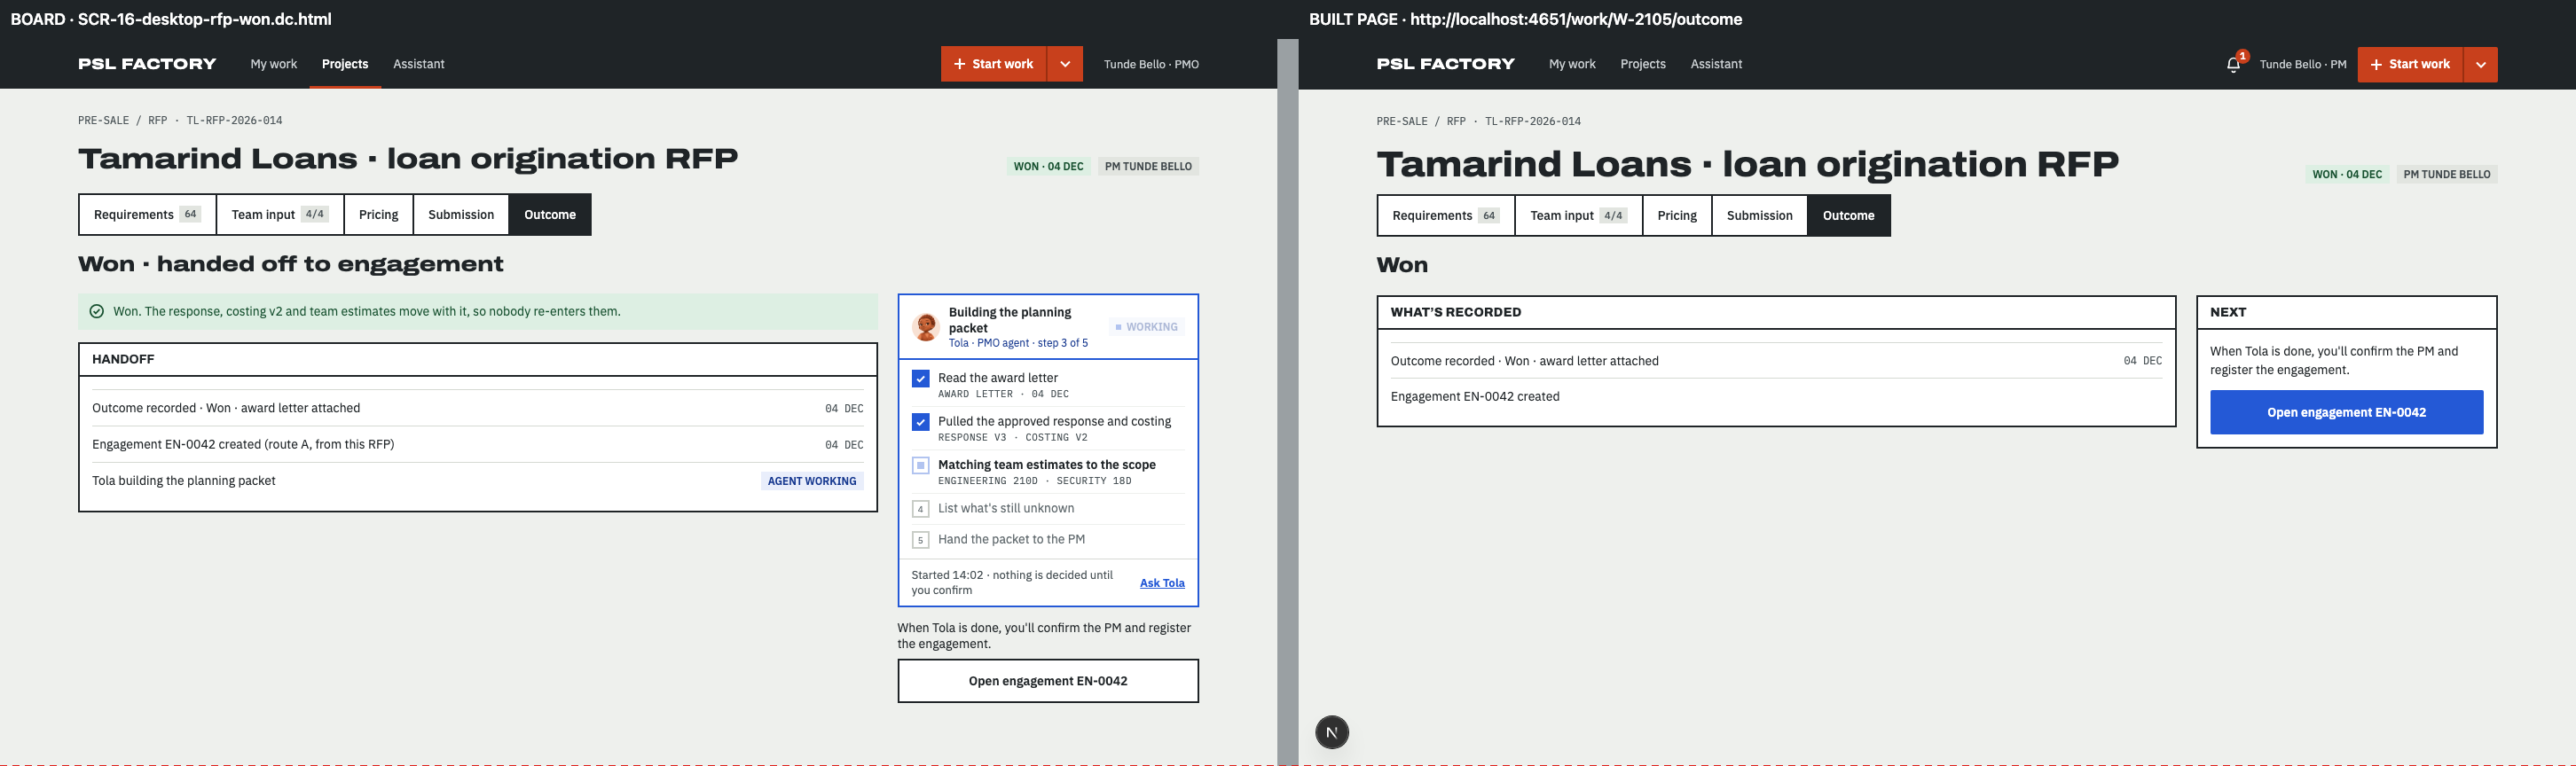 BOARD · SCR-16-desktop-rfp-won.dc.html
PSL FACTORY
My work
Projects
Assistant
+ Start work
Tunde Bello · PMO
PRE-SALE / RFP · TL-RFP-2026-014
Tamarind Loans · loan origination RFP
WON · 04 DEC
PM TUNDE BELLO
Requirements 64
Team input 4/4
Pricing
Submission
Outcome
Won · handed off to engagement
Won. The response, costing v2 and team estimates move with it, so nobody re-enters them.
HANDOFF
Outcome recorded · Won · award letter attached
04 DEC
Engagement EN-0042 created (route A, from this RFP)
04 DEC
Tola building the planning packet
AGENT WORKING
Building the planning
packet
Tola · PMO agent · step 3 of 5
WORKING
Read the award letter
AWARD LETTER · 04 DEC
Pulled the approved response and costing
RESPONSE V3 · COSTING V2
Matching team estimates to the scope
ENGINEERING 210D · SECURITY 18D
4 List what's still unknown
5 Hand the packet to the PM
Started 14:02 · nothing is decided until
you confirm
Ask Tola
When Tola is done, you'll confirm the PM and register
the engagement.
Open engagement EN-0042
BUILT PAGE · http://localhost:4651/work/W-2105/outcome
PSL FACTORY
My work
Projects
Assistant
1
Tunde Bello · PM
+ Start work
PRE-SALE / RFP · TL-RFP-2026-014
Tamarind Loans · loan origination RFP
WON · 04 DEC
PM TUNDE BELLO
Requirements 64
Team input 4/4
Pricing
Submission
Outcome
Won
WHAT'S RECORDED
Outcome recorded · Won · award letter attached
04 DEC
Engagement EN-0042 created
NEXT
When Tola is done, you'll confirm the PM and
register the engagement.
Open engagement EN-0042
N